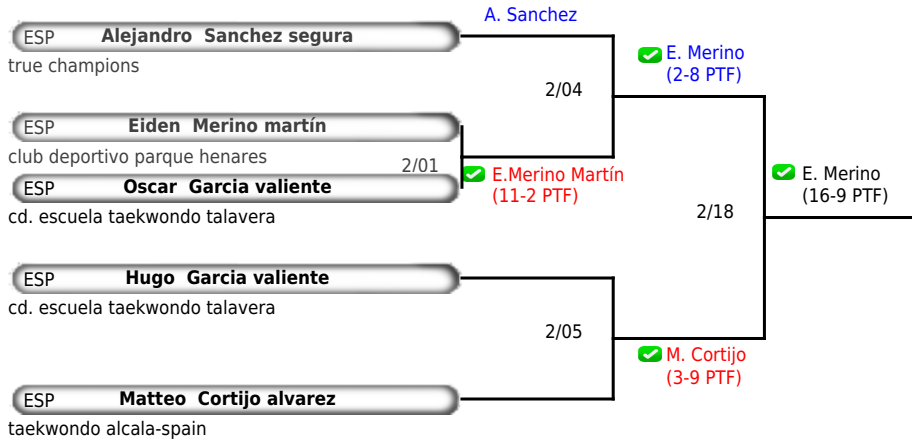 A. Sanchez
ESP Alejandro Sanchez segura
true champions
E. Merino
(2-8 PTF)
2/04
ESP Eiden Merino martín
club deportivo parque henares
2/01
E.Merino Martín
(11-2 PTF)
ESP Oscar Garcia valiente
cd. escuela taekwondo talavera
E. Merino
(16-9 PTF)
2/18
ESP Hugo Garcia valiente
cd. escuela taekwondo talavera
2/05
M. Cortijo
(3-9 PTF)
ESP Matteo Cortijo alvarez
taekwondo alcala-spain